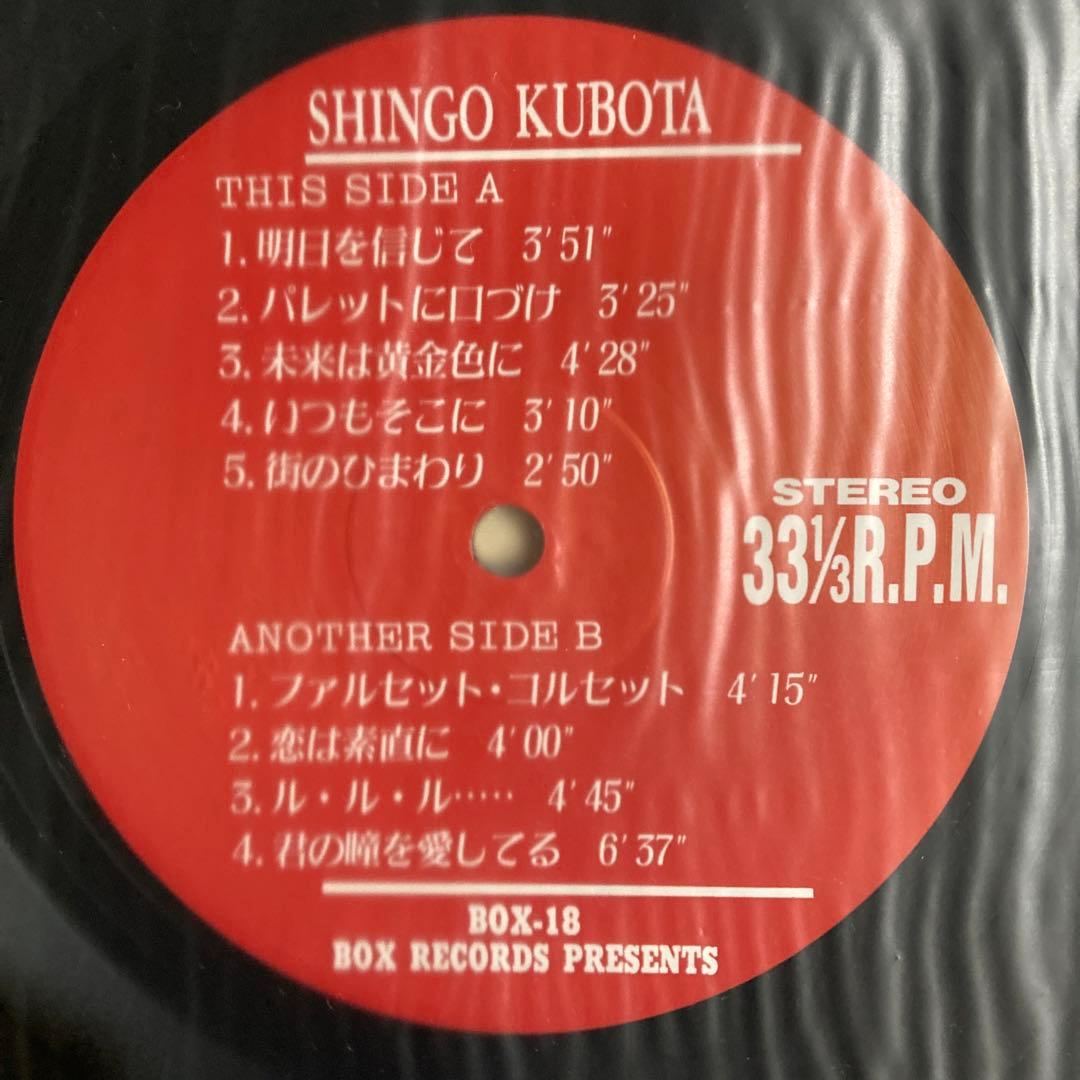 SHINGO KUBOTA
THIS SIDE A
1. 明日を信じて 3'51"
2. パレットに口づけ 3'25"
3. 未来は黄金色に 4'28"
4. いつもそこに 3'10"
5. 街のひまわり 2'50"
STEREO
33⅓R.P.M.
ANOTHER SIDE B
1. ファルセット・コルセット 4'15"
2. 恋は素直に 4'00"
3. ル・ル・ル…… 4'45"
4. 君の瞳を愛してる 6'37"
BOX-18
BOX RECORDS PRESENTS